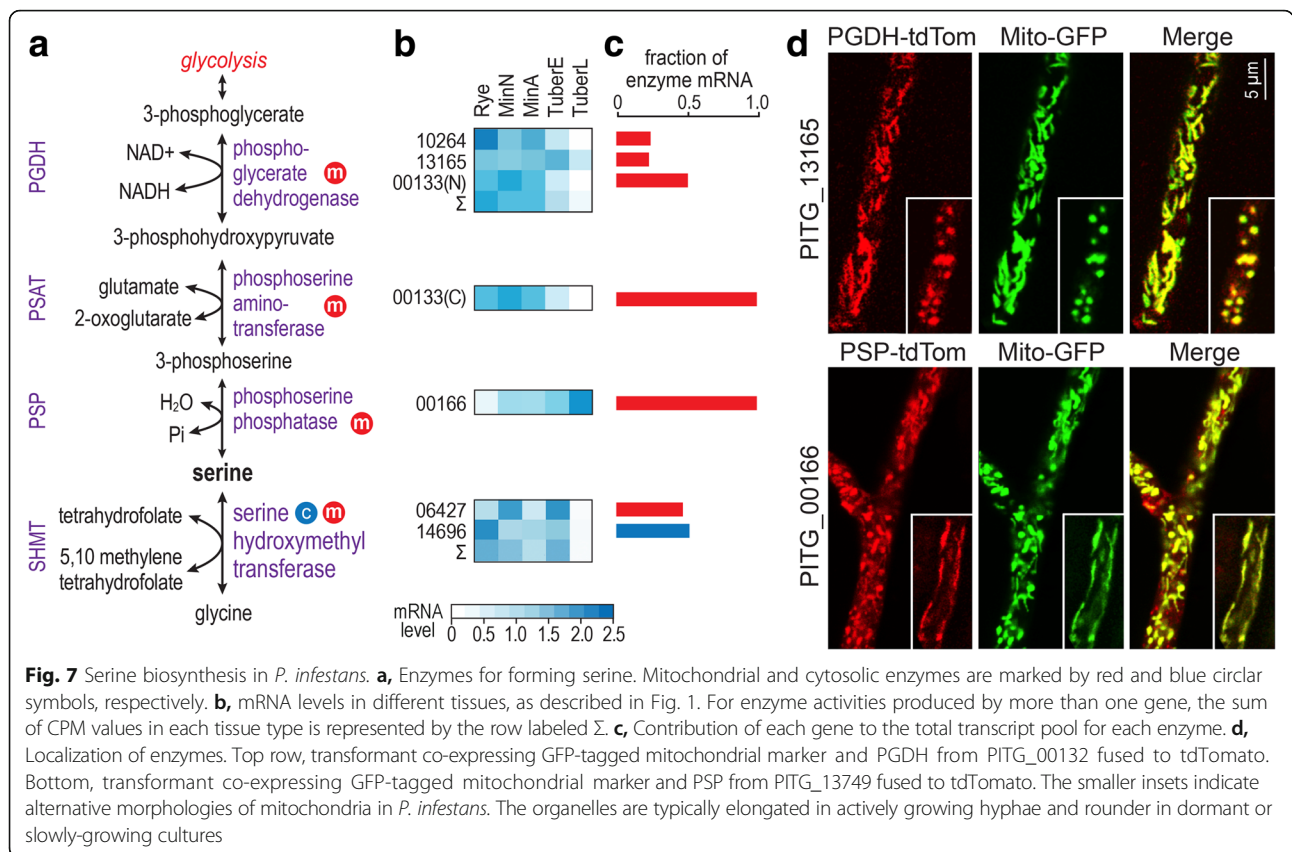 a
glycolysis
3-phosphoglycerate
PGDH
NAD+
NADH
phospho-
glycerate m
dehydrogenase
3-phosphohydroxypyruvate
PSAT
glutamate
2-oxoglutarate
phosphoserine
amino-
transferase m
3-phosphoserine
PSP
H₂O
Pi
phosphoserine
phosphatase m
serine
SHMT
tetrahydrofolate
5,10 methylene
tetrahydrofolate
serine c m
hydroxymethyl
transferase
glycine
b
Rye
MinN
MinA
TuberE
TuberL
10264
13165
00133(N)
Σ
00133(C)
00166
06427
14696
Σ
mRNA
level
0 0.5 1.0 1.5 2.0 2.5
c
fraction of
enzyme mRNA
0 0.5 1.0
d
PGDH-tdTom Mito-GFP Merge
5 µm
PITG_13165
PSP-tdTom Mito-GFP Merge
PITG_00166
Fig. 7 Serine biosynthesis in P. infestans. a, Enzymes for forming serine. Mitochondrial and cytosolic enzymes are marked by red and blue circlar
symbols, respectively. b, mRNA levels in different tissues, as described in Fig. 1. For enzyme activities produced by more than one gene, the sum
of CPM values in each tissue type is represented by the row labeled Σ. c, Contribution of each gene to the total transcript pool for each enzyme. d,
Localization of enzymes. Top row, transformant co-expressing GFP-tagged mitochondrial marker and PGDH from PITG_00132 fused to tdTomato.
Bottom, transformant co-expressing GFP-tagged mitochondrial marker and PSP from PITG_13749 fused to tdTomato. The smaller insets indicate
alternative morphologies of mitochondria in P. infestans. The organelles are typically elongated in actively growing hyphae and rounder in dormant or
slowly-growing cultures